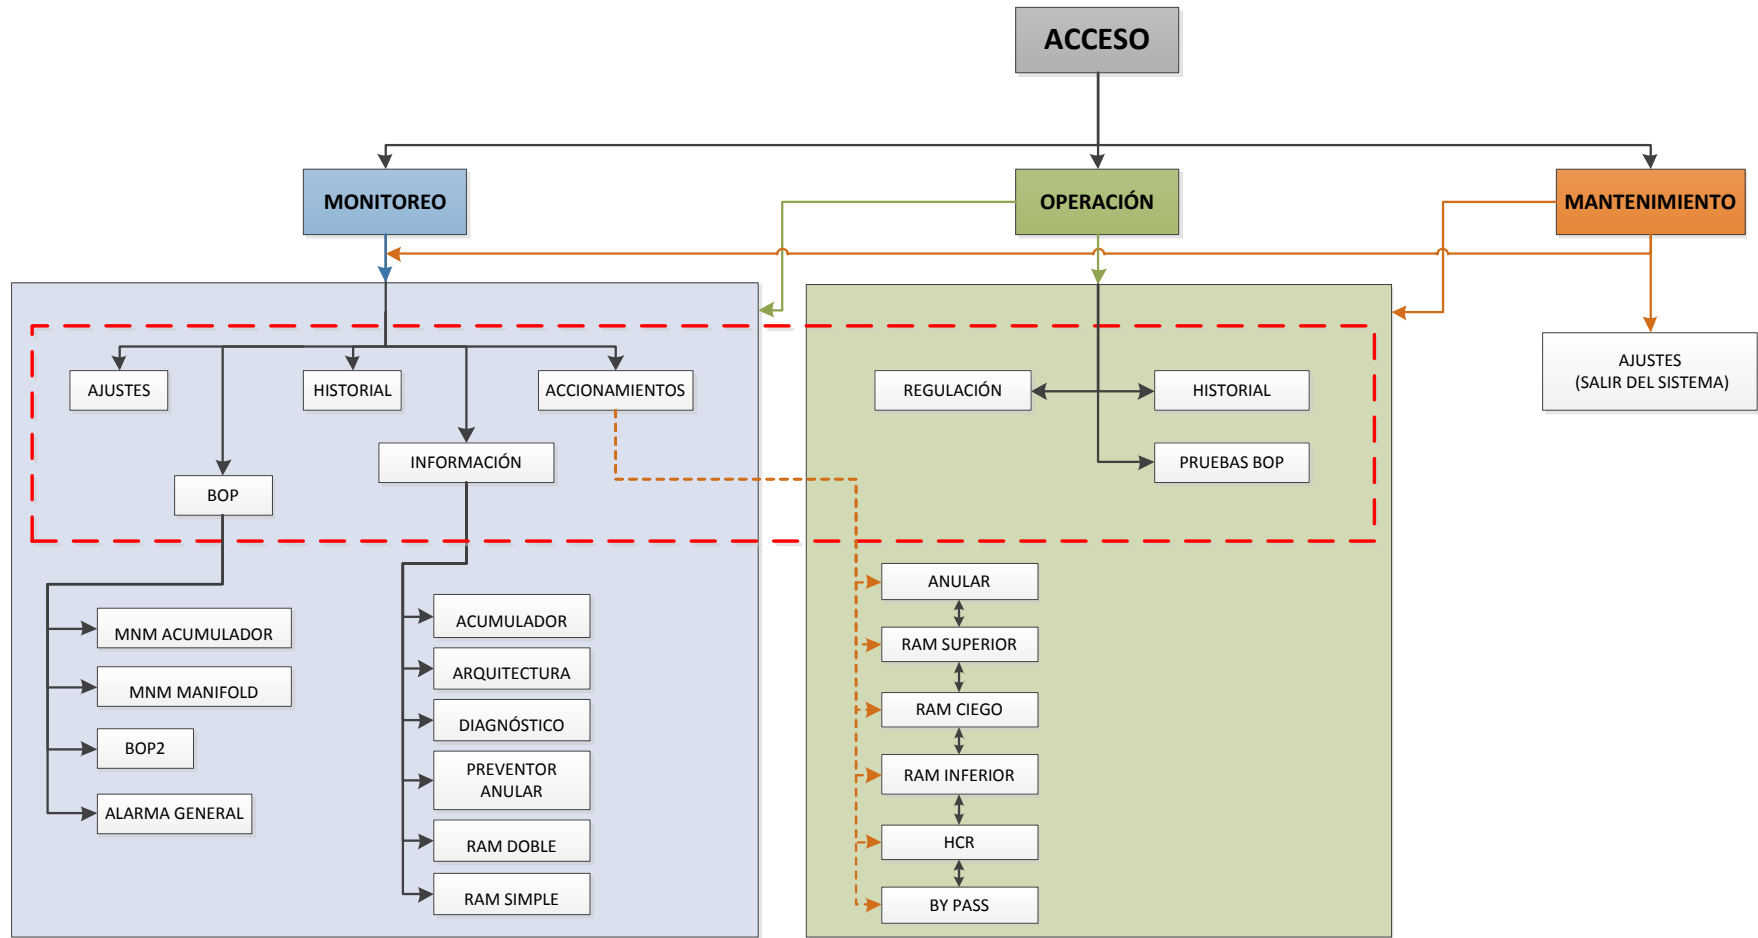 ACCESO
MONITOREO
OPERACIÓN
MANTENIMIENTO
AJUSTES
HISTORIAL
ACCIONAMIENTOS
INFORMACIÓN
BOP
MNM ACUMULADOR
MNM MANIFOLD
BOP2
ALARMA GENERAL
ACUMULADOR
ARQUITECTURA
DIAGNÓSTICO
PREVENTOR
ANULAR
RAM DOBLE
RAM SIMPLE
REGULACIÓN
HISTORIAL
PRUEBAS BOP
ANULAR
RAM SUPERIOR
RAM CIEGO
RAM INFERIOR
HCR
BY PASS
AJUSTES
(SALIR DEL SISTEMA)